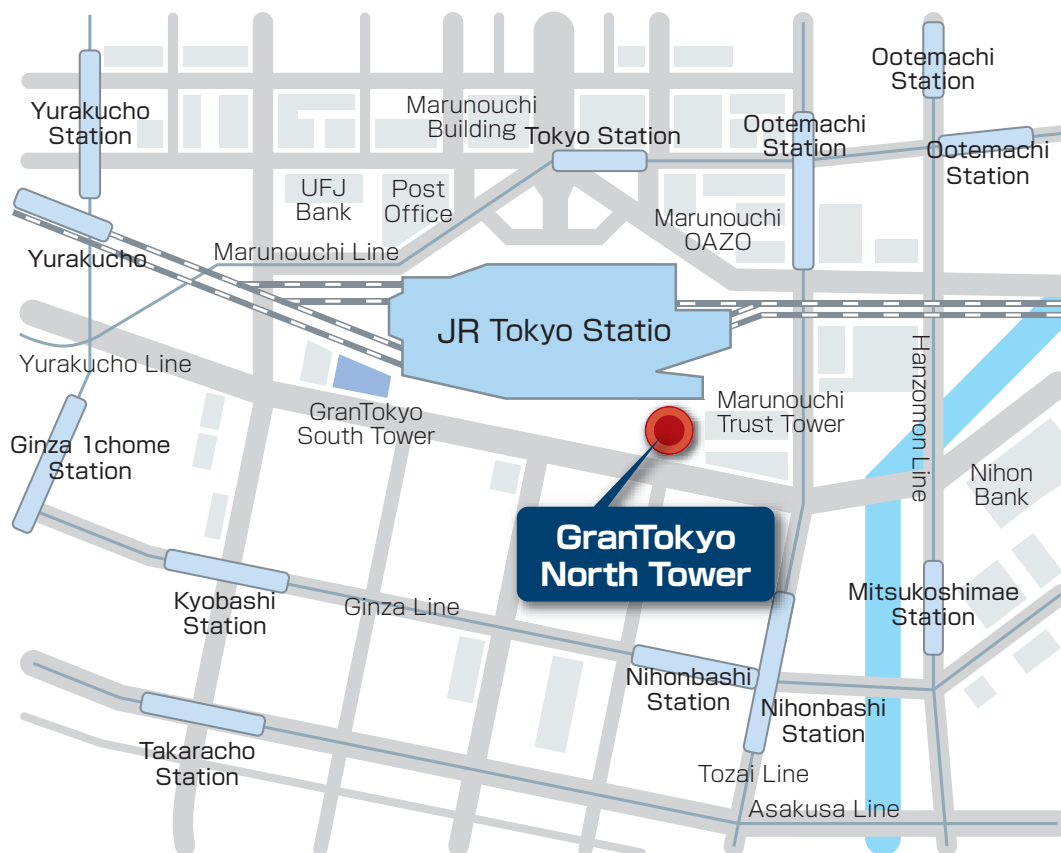 Ootemachi
Station
Yurakucho
Station
Marunouchi
Building
Tokyo Station
Ootemachi
Station
Ootemachi
Station
UFJ
Bank
Post
Office
Marunouchi
OAZO
Yurakucho
Marunouchi Line
JR Tokyo Statio
Yurakucho Line
Hanzomon Line
GranTokyo
South Tower
Marunouchi
Trust Tower
Ginza 1chome
Station
Nihon
Bank
GranTokyo
North Tower
Kyobashi
Station
Ginza Line
Mitsukoshimae
Station
Nihonbashi
Station
Nihonbashi
Station
Takaracho
Station
Tozai Line
Asakusa Line